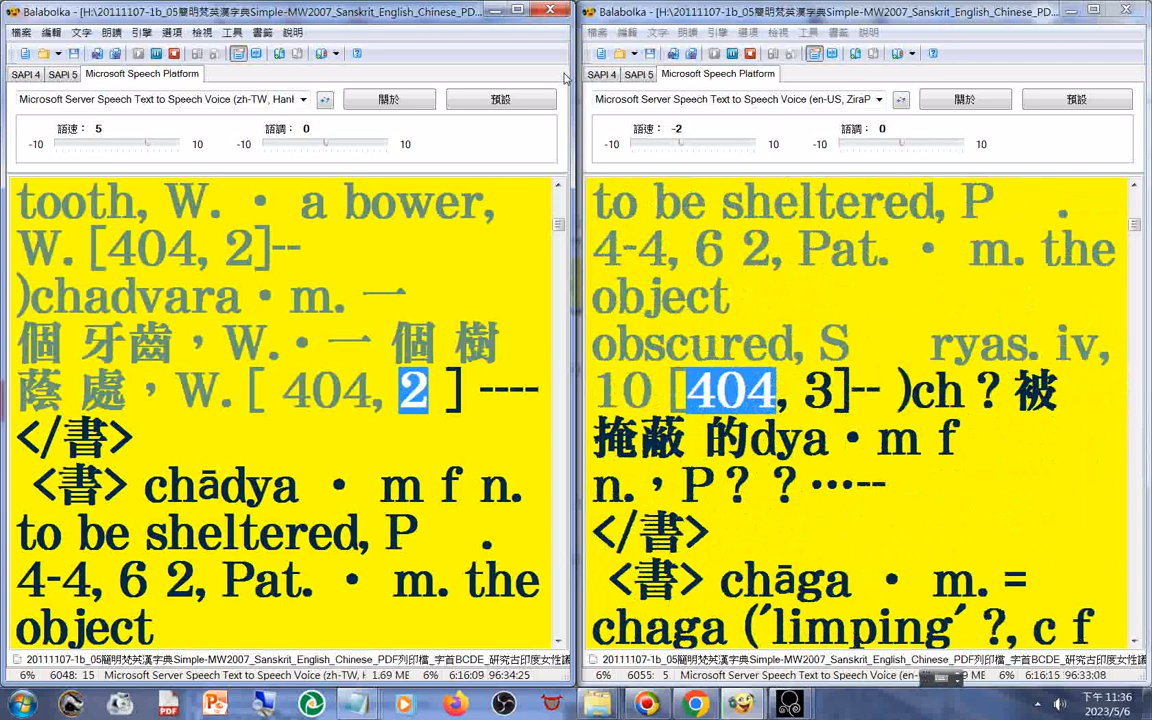 Balabolka - [H:\20111107-1b_05簡明梵英漢字典Simple-MW2007_Sanskrit_English_Chinese_PD...
檔案 編輯 文字 朗讀 引擎 選項 檢視 工具 書籤 說明
SAPI 4 SAPI 5 Microsoft Speech Platform
Microsoft Server Speech Text to Speech Voice (zh-TW, Hanl 關於 預設
語速： 5 語調： 0
-10 10 -10 10
tooth, W. • a bower,
W. [404, 2]--
)chadvara • m. 一
個 牙齒，W. • 一 個 樹
蔭 處，W. [ 404, 2 ] ----
</書>
<書> chādya • m f n.
to be sheltered, P .
4-4, 6 2, Pat. • m. the
object
20111107-1b_05簡明梵英漢字典Simple-MW2007_Sanskrit_English_Chinese_PDF列印檔_字首BCDE_研究古印度女性議
6% 6048: 15 Microsoft Server Speech Text to Speech Voice (zh-TW, H 1.69 ME 6% 6:16:09 96:34:25
Balabolka - [H:\20111107-1b_05簡明梵英漢字典Simple-MW2007_Sanskrit_English_Chinese_PD...
檔案 編輯 文字 朗讀 引擎 選項 檢視 工具 書籤 說明
SAPI 4 SAPI 5 Microsoft Speech Platform
Microsoft Server Speech Text to Speech Voice (en-US, ZiraP 關於 預設
語速： -2 語調： 0
-10 10 -10 10
to be sheltered, P .
4-4, 6 2, Pat. • m. the
object
obscured, S ryas. iv,
10 [404, 3]-- )ch？被
掩蔽 的dya • m f
n.，P？？…--
</書>
<書> chāga • m. =
chaga (′limping′ ?, c f
20111107-1b_05簡明梵英漢字典Simple-MW2007_Sanskrit_English_Chinese_PDF列印檔_字首BCDE_研究古印度女性議
6% 6055: 5 Microsoft Server Speech Text to Speech Voice (en-US, 9 ME 6% 6:16:15 96:33:08
下午 11:36
2023/5/6